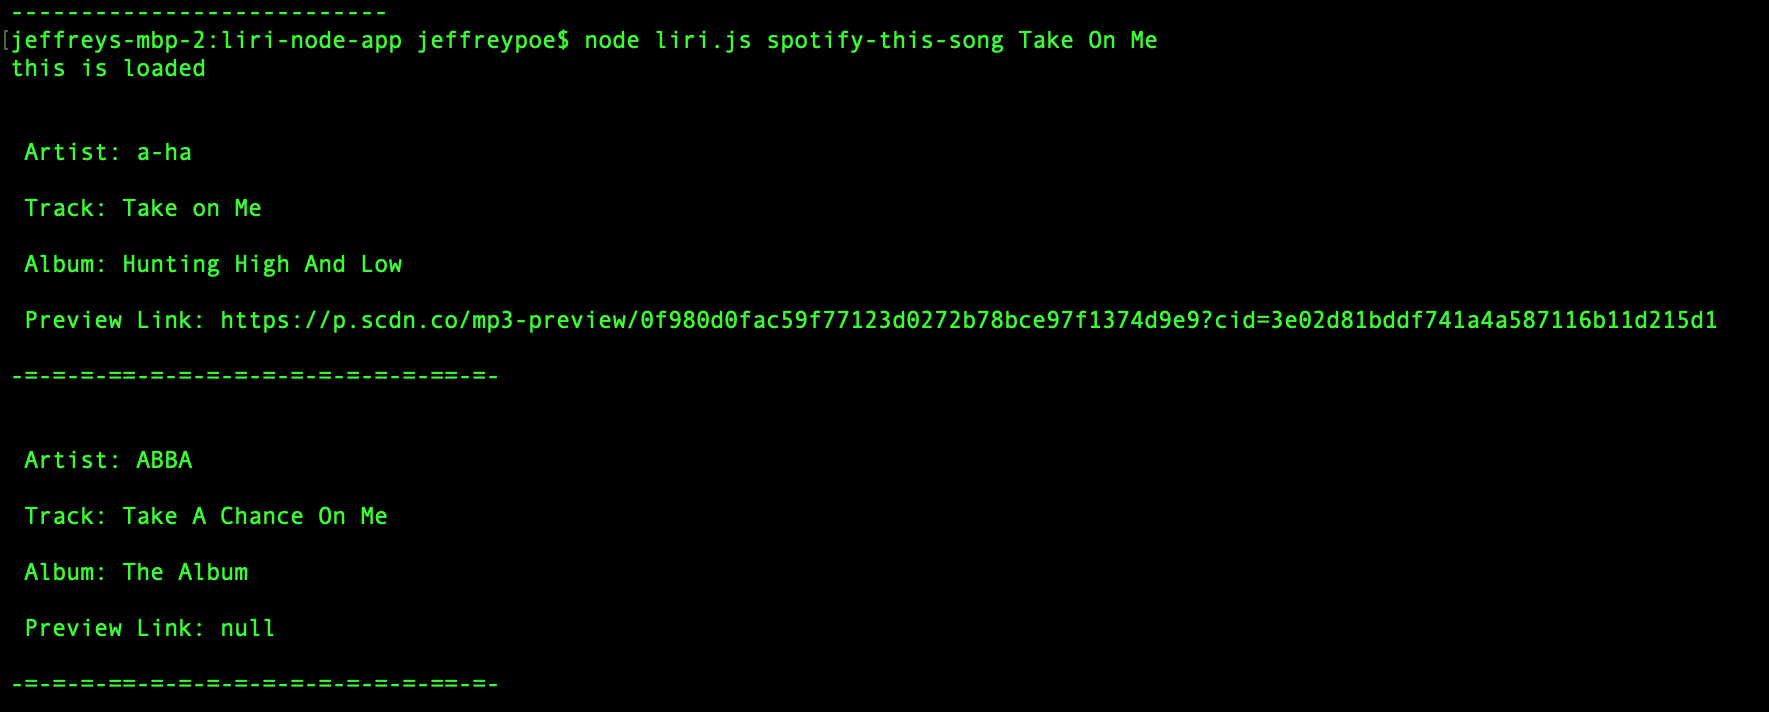 ---------------------------
[jeffreys-mbp-2:liri-node-app jeffreypoe$ node liri.js spotify-this-song Take On Me
this is loaded
Artist: a-ha
Track: Take on Me
Album: Hunting High And Low
Preview Link: https://p.scdn.co/mp3-preview/0f980d0fac59f77123d0272b78bce97f1374d9e9?cid=3e02d81bddf741a4a587116b11d215d1
-=-=-=-==-=-=-=-=-=-=-=-=-=-=-==-=-
Artist: ABBA
Track: Take A Chance On Me
Album: The Album
Preview Link: null
-=-=-=-==-=-=-=-=-=-=-=-=-=-=-==-=-